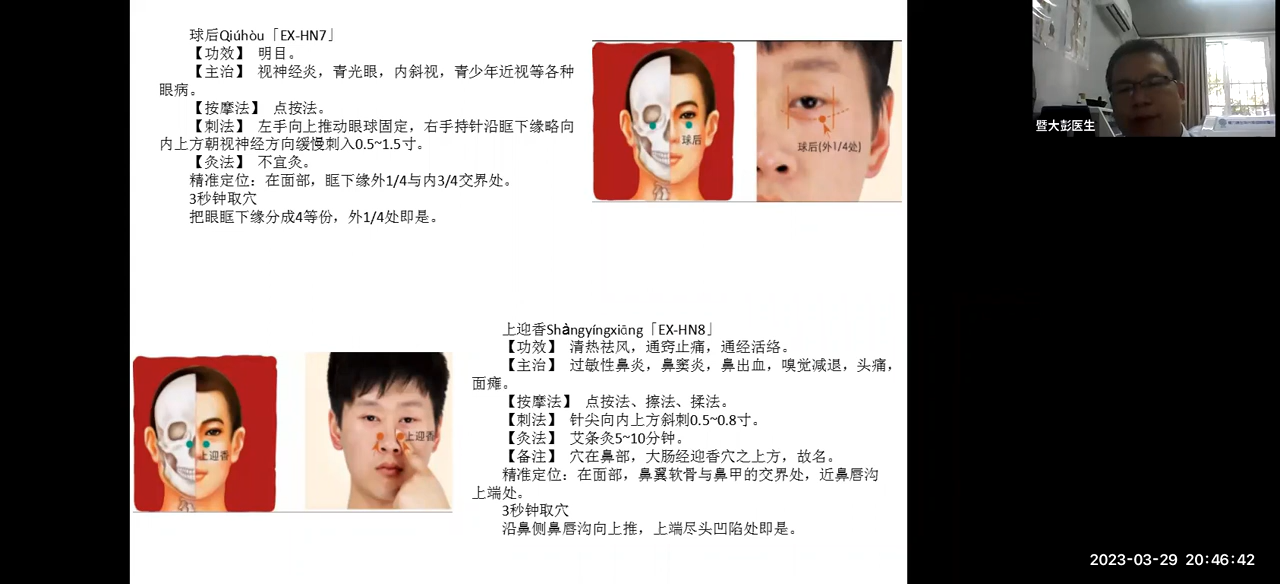 球后Qiúhòu「EX-HN7」
【功效】 明目。
【主治】 视神经炎，青光眼，内斜视，青少年近视等各种
眼病。
【按摩法】 点按法。
【刺法】 左手向上推动眼球固定，右手持针沿眶下缘略向
内上方朝视神经方向缓慢刺入0.5~1.5寸。
【灸法】 不宜灸。
精准定位：在面部，眶下缘外1/4与内3/4交界处。
3秒钟取穴
把眼眶下缘分成4等份，外1/4处即是。
球后
球后(外1/4处)
暨大彭医生
上迎香Shàngyíngxiāng「EX-HN8」
【功效】 清热祛风，通窍止痛，通经活络。
【主治】 过敏性鼻炎，鼻窦炎，鼻出血，嗅觉减退，头痛，
面瘫。
【按摩法】 点按法、擦法、揉法。
【刺法】 针尖向内上方斜刺0.5~0.8寸。
【灸法】 艾条灸5~10分钟。
【备注】 穴在鼻部，大肠经迎香穴之上方，故名。
精准定位：在面部，鼻翼软骨与鼻甲的交界处，近鼻唇沟
上端处。
3秒钟取穴
沿鼻侧鼻唇沟向上推，上端尽头凹陷处即是。
上迎香
上迎香
2023-03-29 20:46:42